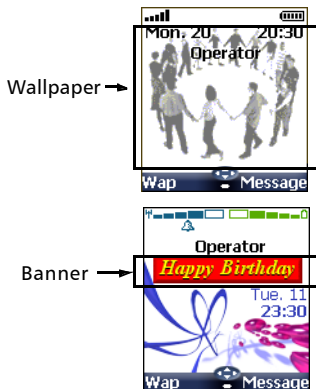 Mon. 20 20:30
Operator
Wallpaper
Wap Message
Operator
Happy Birthday
Banner
Tue. 11
23:30
Wap Message